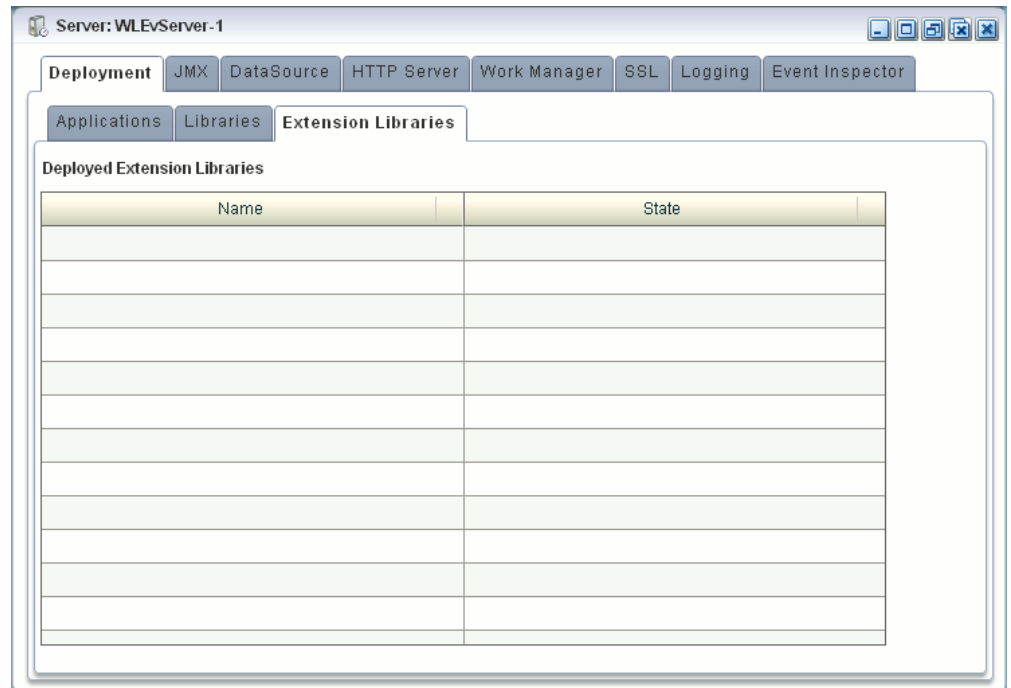 Server: WLEvServer-1
Deployment JMX DataSource HTTP Server Work Manager SSL Logging Event Inspector
Applications Libraries Extension Libraries
Deployed Extension Libraries
Name State